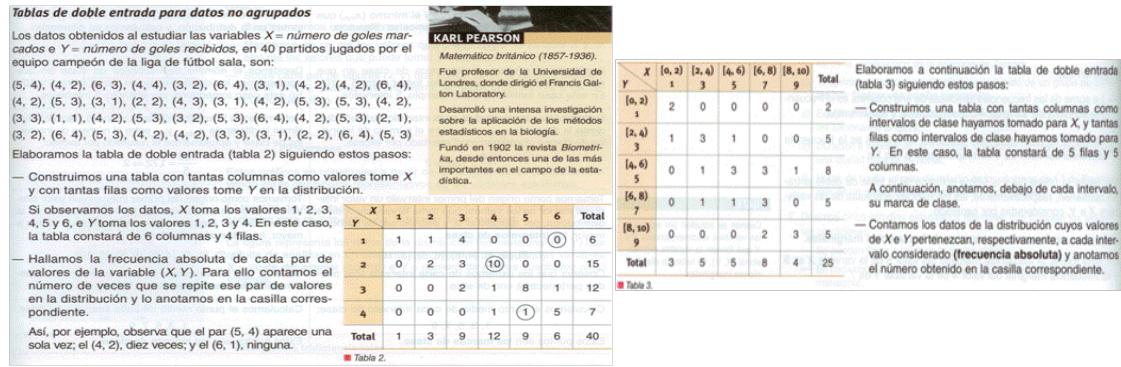 Tablas de doble entrada para datos no agrupados
Los datos obtenidos al estudiar las variables X = número de goles mar-
cados e Y = número de goles recibidos, en 40 partidos jugados por el
equipo campeón de la liga de fútbol sala, son:
(5, 4), (4, 2), (6, 3), (4, 4), (3, 2), (6, 4), (3, 1), (4, 2), (4, 2), (6, 4),
(4, 2), (5, 3), (3, 1), (2, 2), (4, 3), (3, 1), (4, 2), (5, 3), (5, 3), (4, 2),
(3, 3), (1, 1), (4, 2), (5, 3), (3, 2), (5, 3), (6, 4), (4, 2), (5, 3), (2, 1),
(3, 2), (6, 4), (5, 3), (4, 2), (4, 2), (3, 3), (3, 1), (2, 2), (6, 4), (5, 3)
Elaboramos la tabla de doble entrada (tabla 2) siguiendo estos pasos:
— Construimos una tabla con tantas columnas como valores tome X
y con tantas filas como valores tome Y en la distribución.
Si observamos los datos, X toma los valores 1, 2, 3,
4, 5 y 6, e Y toma los valores 1, 2, 3 y 4. En este caso,
la tabla constará de 6 columnas y 4 filas.
— Hallamos la frecuencia absoluta de cada par de
valores de la variable (X, Y). Para ello contamos el
número de veces que se repite ese par de valores
en la distribución y lo anotamos en la casilla corres-
pondiente.
Así, por ejemplo, observa que el par (5, 4) aparece una
sola vez; el (4, 2), diez veces; y el (6, 1), ninguna.
KARL PEARSON
Matemático británico (1857-1936).
Fue profesor de la Universidad de
Londres, donde dirigió el Francis Gal-
ton Laboratory.
Desarrolló una intensa investigación
sobre la aplicación de los métodos
estadísticos en la biología.
Fundó en 1902 la revista Biometri-
ka, desde entonces una de las más
importantes en el campo de la esta-
dística.
X 1 2 3 4 5 6 Total
Y
1 1 1 4 0 0 0 6
2 0 2 3 10 0 0 15
3 0 0 2 1 8 1 12
4 0 0 0 1 1 5 7
Total 1 3 9 12 9 6 40
Tabla 2.
X [0, 2) [2, 4) [4, 6) [6, 8) [8, 10) Total
Y 1 3 5 7 9
[0, 2) 2 0 0 0 0 2
1
[2, 4) 1 3 1 0 0 5
3
[4, 6) 0 1 3 3 1 8
5
[6, 8) 0 1 1 3 0 5
7
[8, 10) 0 0 0 2 3 5
9
Total 3 5 5 8 4 25
Tabla 3.
Elaboramos a continuación la tabla de doble entrada
(tabla 3) siguiendo estos pasos:
— Construimos una tabla con tantas columnas como
intervalos de clase hayamos tomado para X, y tantas
filas como intervalos de clase hayamos tomado para
Y. En este caso, la tabla constará de 5 filas y 5
columnas.
A continuación, anotamos, debajo de cada intervalo,
su marca de clase.
— Contamos los datos de la distribución cuyos valores
de X e Y pertenezcan, respectivamente, a cada inter-
valo considerado (frecuencia absoluta) y anotamos
el número obtenido en la casilla correspondiente.